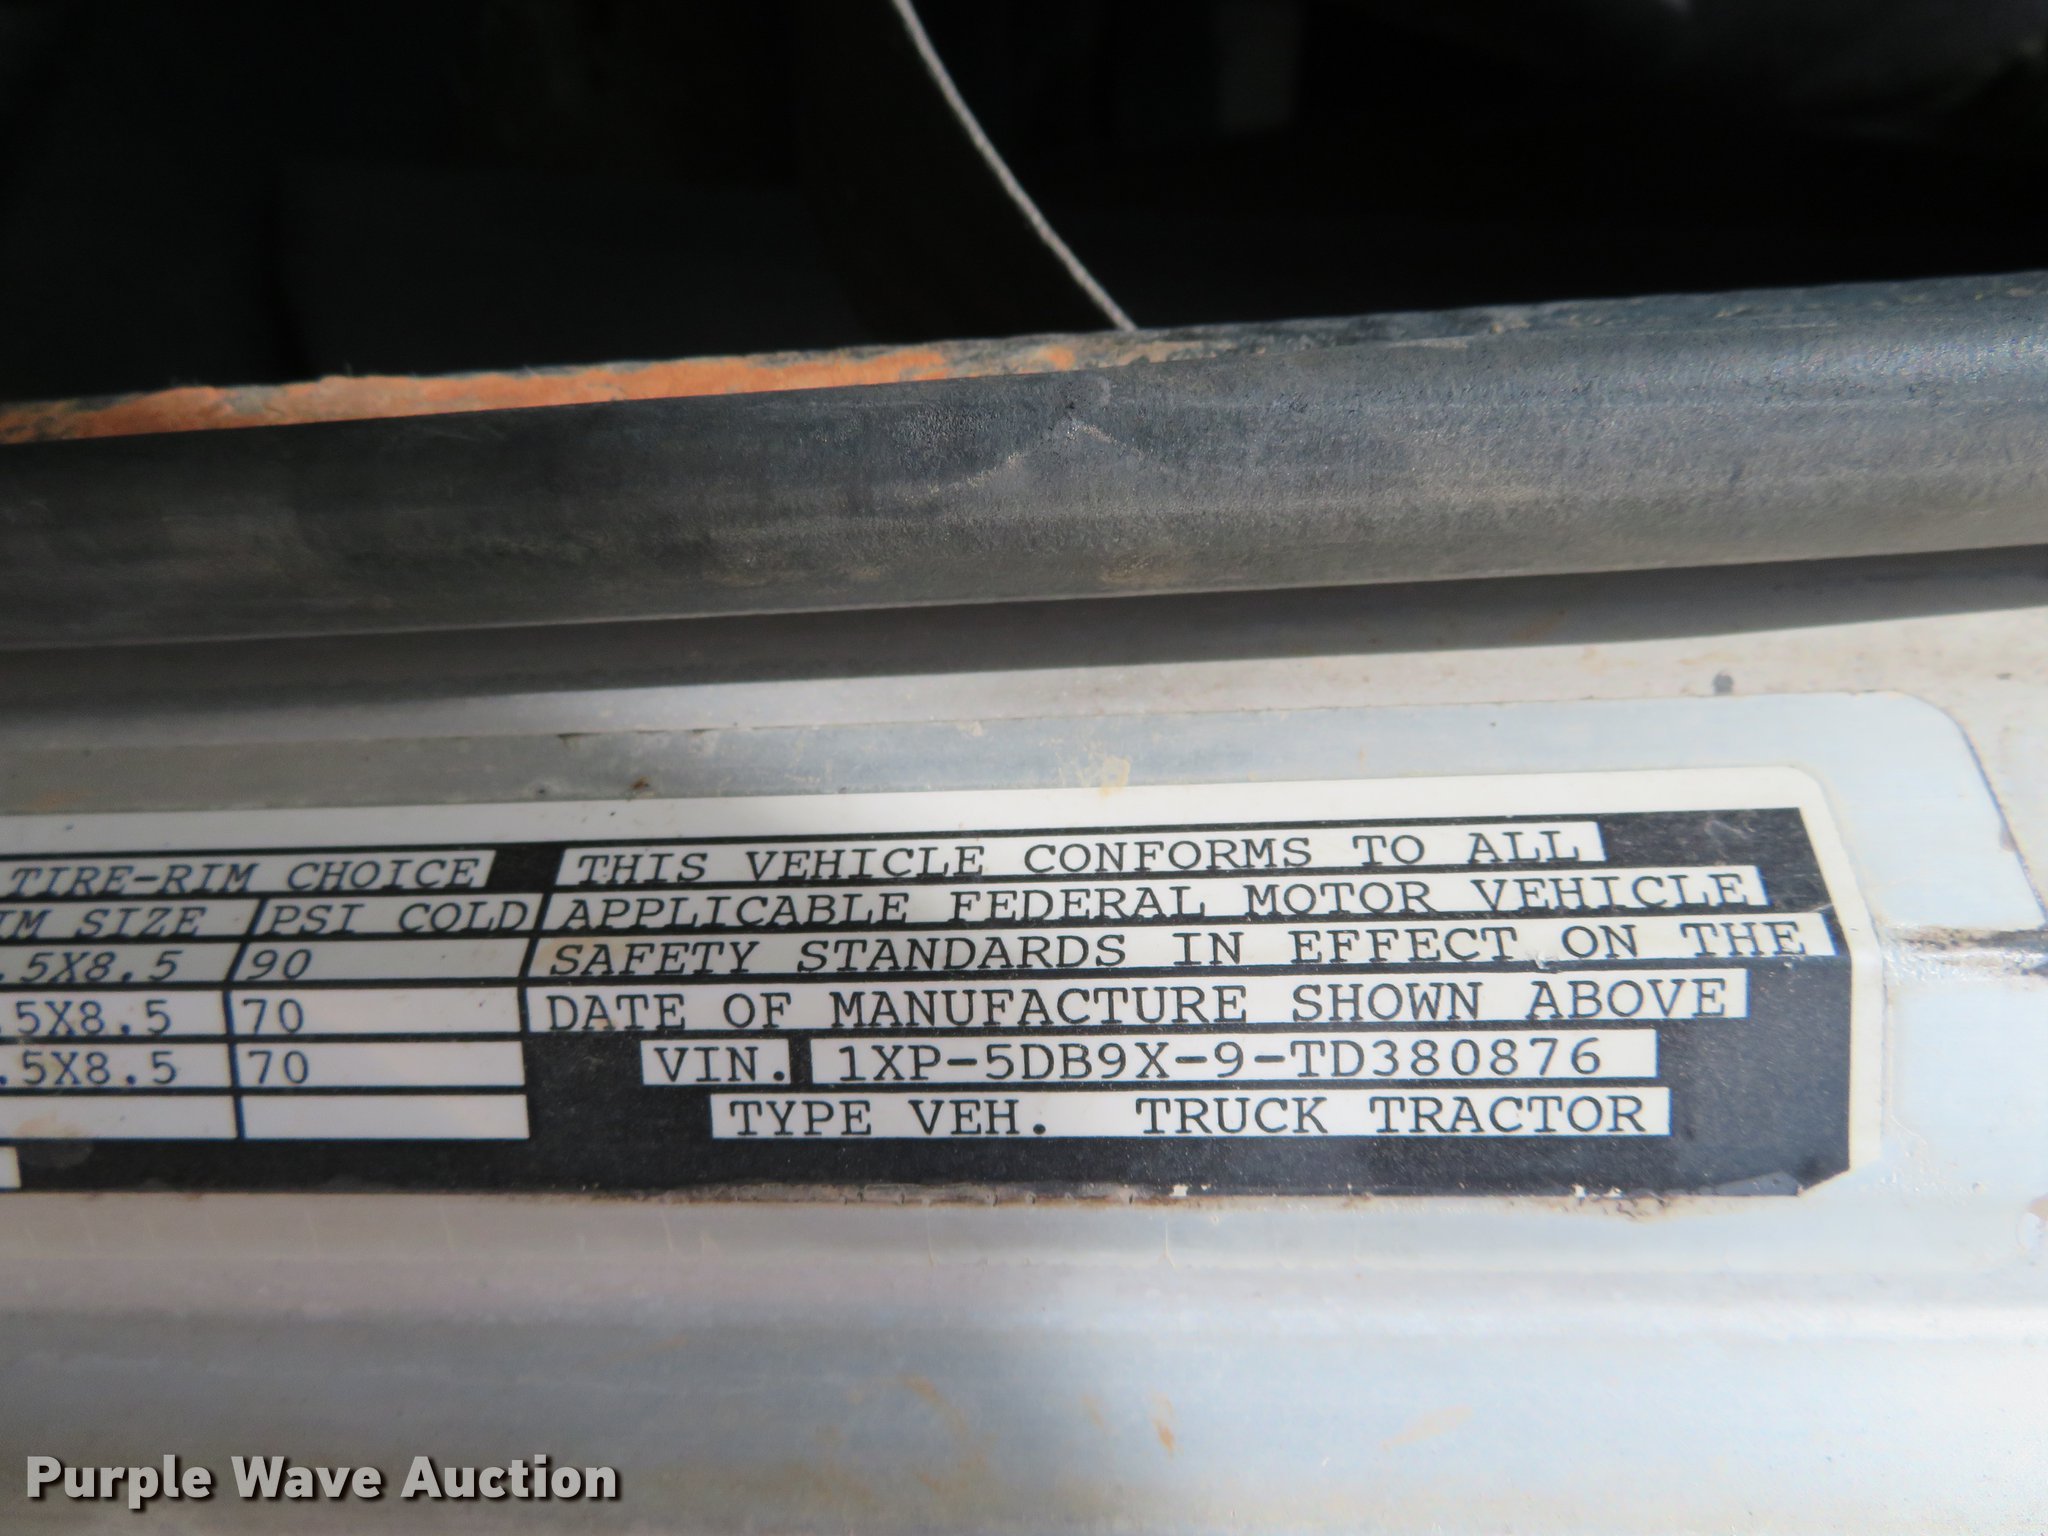 TIRE-RIM CHOICE
IM SIZE PSI COLD
.5X8.5 90
.5X8.5 70
.5X8.5 70
THIS VEHICLE CONFORMS TO ALL
APPLICABLE FEDERAL MOTOR VEHICLE
SAFETY STANDARDS IN EFFECT ON THE
DATE OF MANUFACTURE SHOWN ABOVE
VIN. 1XP-5DB9X-9-TD380876
TYPE VEH. TRUCK TRACTOR
Purple Wave Auction